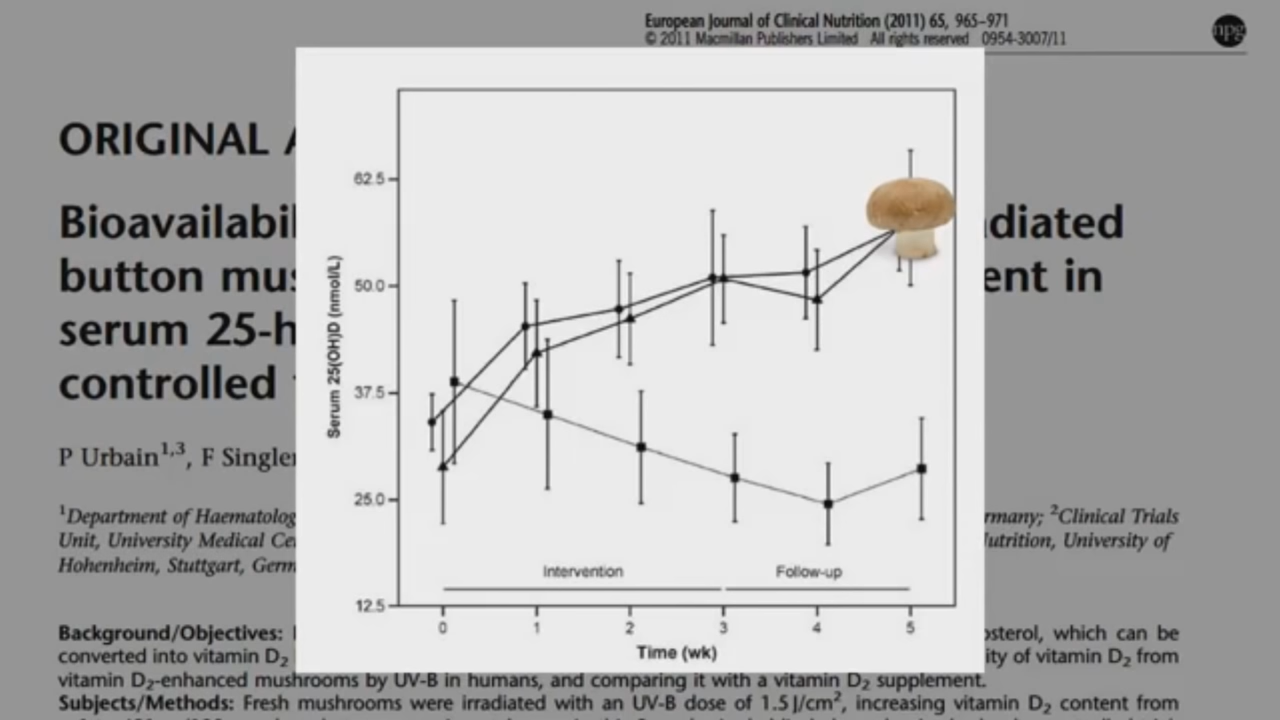 European Journal of Clinical Nutrition (2011) 65, 965–971
© 2011 Macmillan Publishers Limited All rights reserved 0954-3007/11
npg
ORIGINAL
Bioavailabil
diated
button mus
ent in
serum 25-h
controlled
P Urbain1,3, F Singler
1Department of Haematolog
rmany; 2Clinical Trials
Unit, University Medical Ce
Nutrition, University of
Hohenheim, Stuttgart, Germ
Background/Objectives:
osterol, which can be
converted into vitamin D2
ity of vitamin D2 from
vitamin D2-enhanced mushrooms by UV-B in humans, and comparing it with a vitamin D2 supplement.
Subjects/Methods: Fresh mushrooms were irradiated with an UV-B dose of 1.5 J/cm2, increasing vitamin D2 content from
Serum 25(OH)D (nmol/L)
62.5
50.0
37.5
25.0
12.5
Intervention
Follow-up
0 1 2 3 4 5
Time (wk)